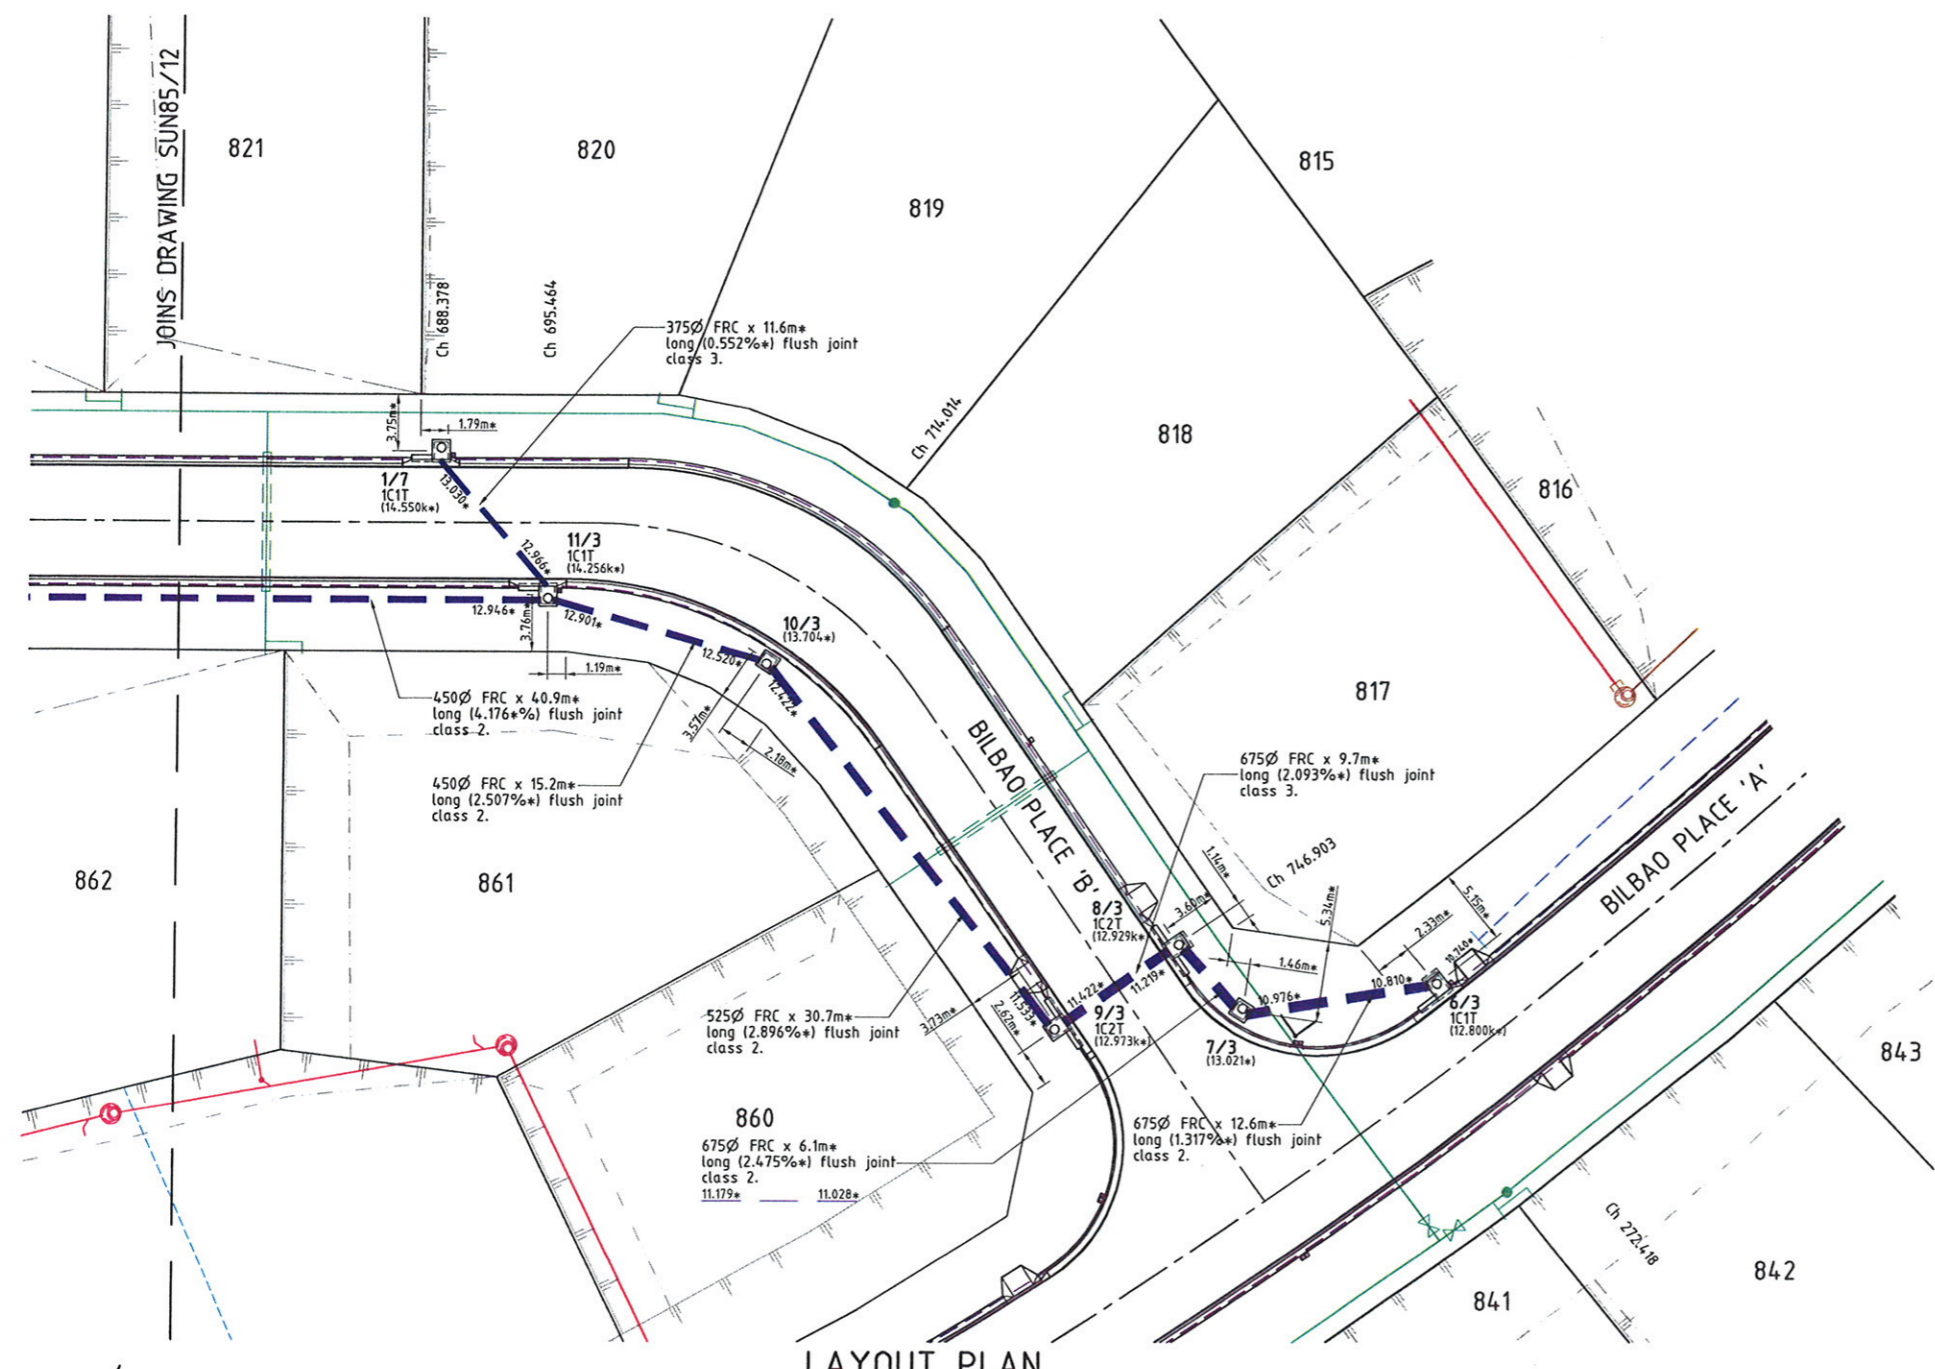 JOINS DRAWING SUN85/12
821
820
819
815
Ch 688.378
Ch 695.464
375Ø FRC x 11.6m*
long (0.552%*) flush joint
class 3.
3.75m*
1.79m*
Ch 714.014
818
816
1/7
1C1T
(14.550k*)
13.030*
12.966*
11/3
1C1T
(14.256k*)
12.946*
3.76m*
12.901*
10/3
(13.704*)
12.520*
12.422*
1.19m*
450Ø FRC x 40.9m*
long (4.176*%) flush joint
class 2.
3.57m*
2.18m*
817
BILBAO PLACE 'B'
675Ø FRC x 9.7m*
long (2.093%*) flush joint
class 3.
450Ø FRC x 15.2m*
long (2.507%*) flush joint
class 2.
BILBAO PLACE 'A'
862
861
1.14m*
Ch 746.903
5.15m*
3.60m*
5.34m*
2.33m*
8/3
1C2T
(12.929k*)
10.740*
1.46m*
11.422*
11.219*
10.976*
10.810*
525Ø FRC x 30.7m*
long (2.896%*) flush joint
class 2.
3.73m*
2.62m*
11.533*
9/3
1C2T
(12.973k*)
7/3
(13.021*)
6/3
1C1T
(12.800k*)
843
860
675Ø FRC x 6.1m*
long (2.475%*) flush joint
class 2.
11.179*
11.028*
675Ø FRC x 12.6m*
long (1.317%*) flush joint
class 2.
Ch 272.418
842
841
LAYOUT PLAN